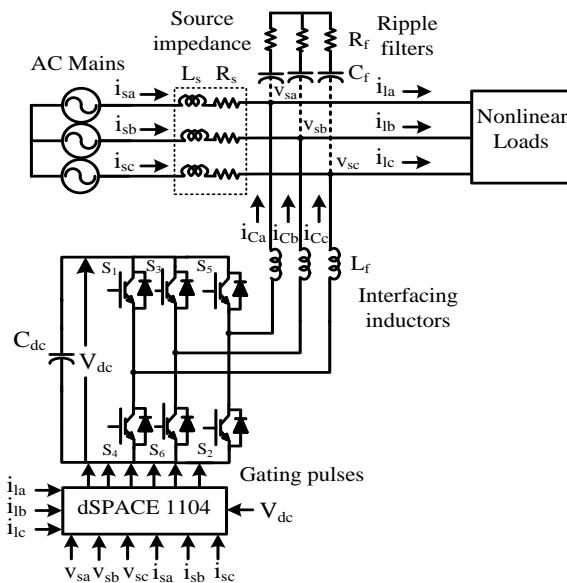 Source
impedance
Ripple
filters
R_f
C_f
AC Mains
L_s R_s
i_sa
i_sb
i_sc
v_sa
v_sb
v_sc
i_la
i_lb
i_lc
Nonlinear
Loads
i_Ca i_Cb i_Cc
L_f
Interfacing
inductors
S_1 S_3 S_5
C_dc
V_dc
S_4 S_6 S_2
Gating pulses
i_la
i_lb
i_lc
dSPACE 1104
V_dc
v_sa v_sb v_sc i_sa i_sb i_sc